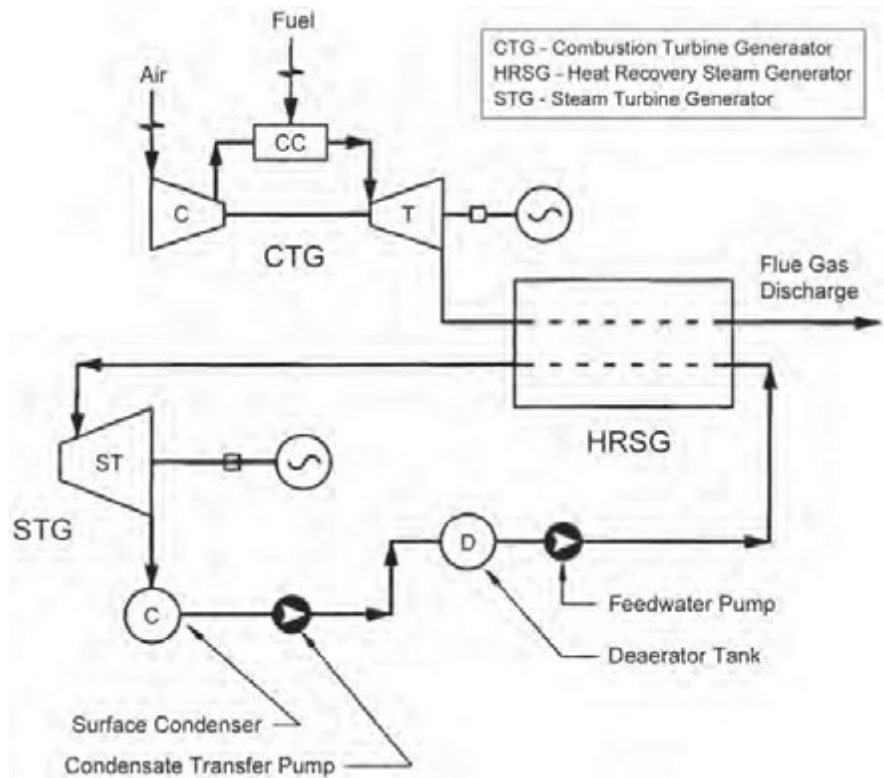 Fuel
CTG - Combustion Turbine Generaator
HRSG - Heat Recovery Steam Generator
STG - Steam Turbine Generator
Air
CC
C
T
CTG
Flue Gas
Discharge
HRSG
ST
STG
D
C
Feedwater Pump
Deaerator Tank
Surface Condenser
Condensate Transfer Pump